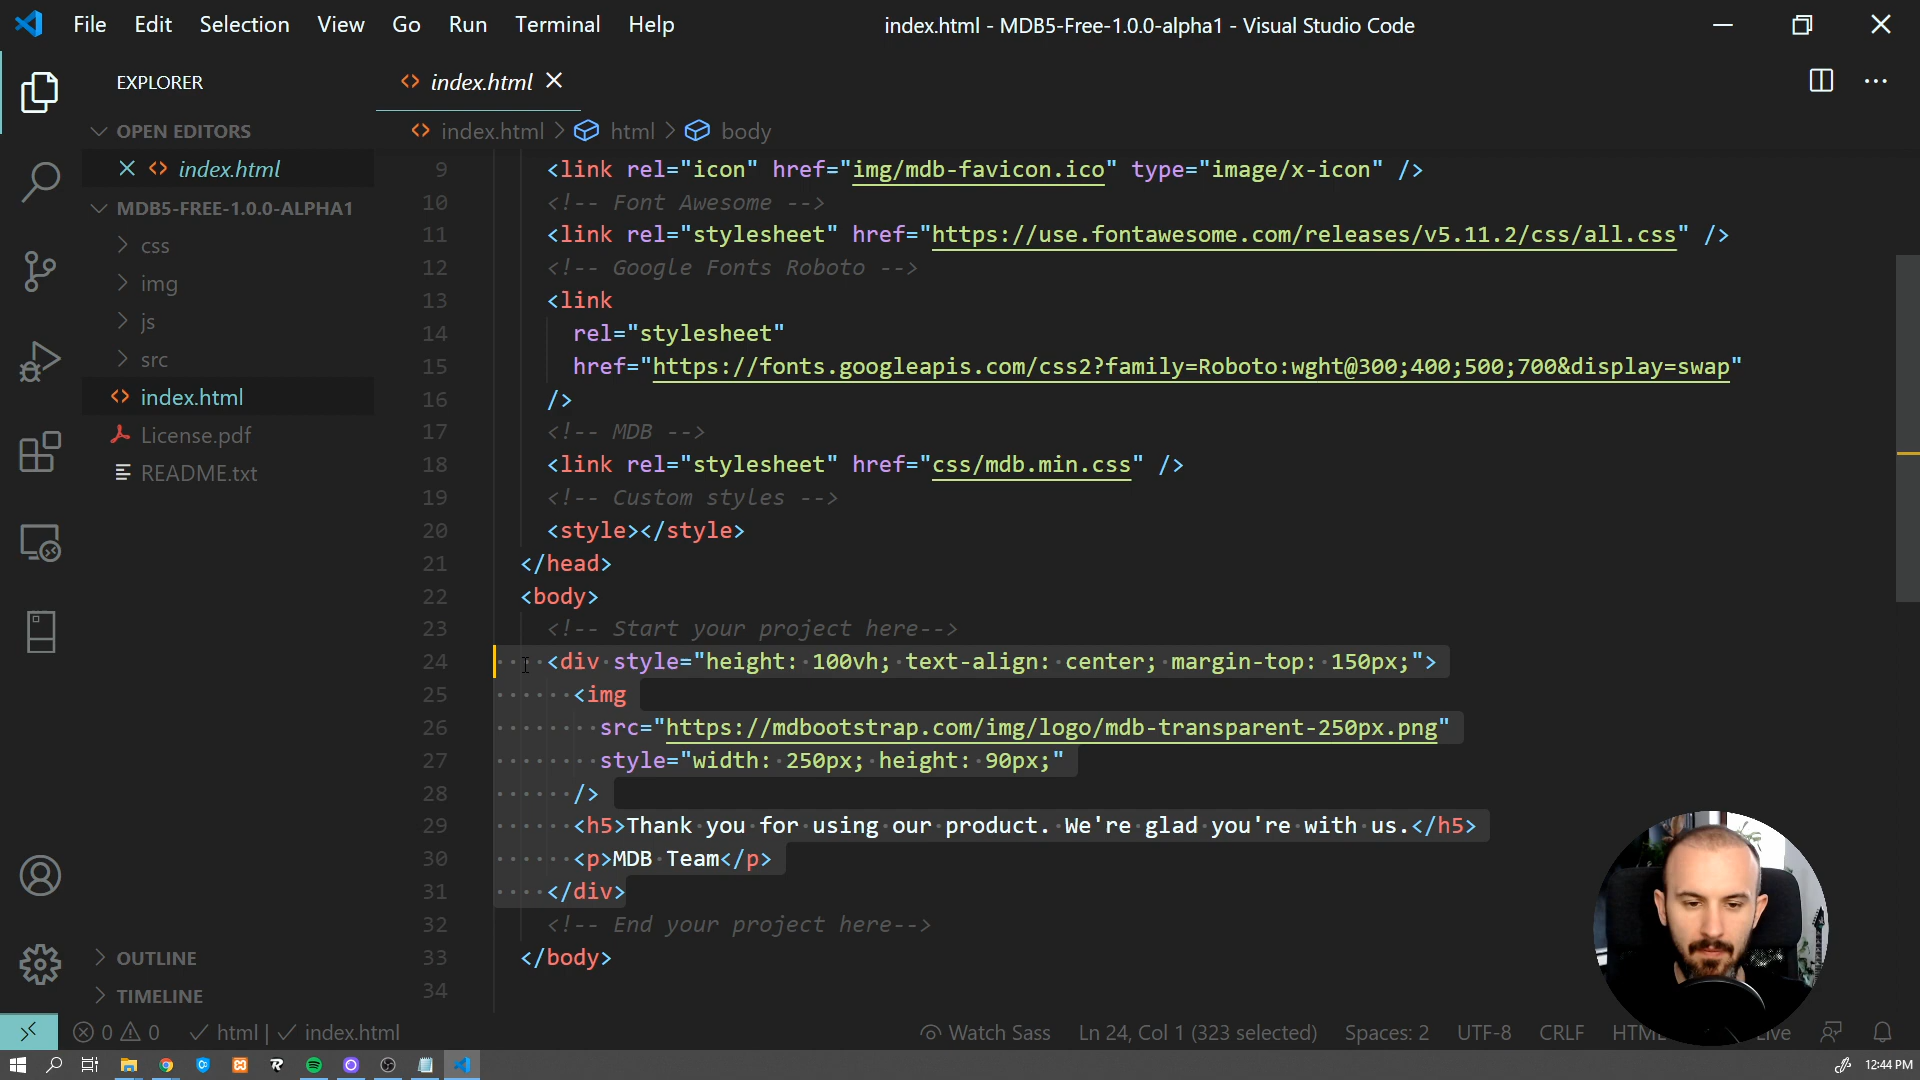 File Edit Selection View Go Run Terminal Help index.html - MDB5-Free-1.0.0-alpha1 - Visual Studio Code
EXPLORER
index.html
OPEN EDITORS
index.html
index.html > html > body
MDB5-FREE-1.0.0-ALPHA1
css
img
js
src
index.html
License.pdf
README.txt
OUTLINE
TIMELINE
9 <link rel="icon" href="img/mdb-favicon.ico" type="image/x-icon" />
10 <!-- Font Awesome -->
11 <link rel="stylesheet" href="https://use.fontawesome.com/releases/v5.11.2/css/all.css" />
12 <!-- Google Fonts Roboto -->
13 <link
14 rel="stylesheet"
15 href="https://fonts.googleapis.com/css2?family=Roboto:wght@300;400;500;700&display=swap"
16 />
17 <!-- MDB -->
18 <link rel="stylesheet" href="css/mdb.min.css" />
19 <!-- Custom styles -->
20 <style></style>
21 </head>
22 <body>
23 <!-- Start your project here-->
24 <div style="height: 100vh; text-align: center; margin-top: 150px;">
25 <img
26 src="https://mdbootstrap.com/img/logo/mdb-transparent-250px.png"
27 style="width: 250px; height: 90px;"
28 />
29 <h5>Thank you for using our product. We're glad you're with us.</h5>
30 <p>MDB Team</p>
31 </div>
32 <!-- End your project here-->
33 </body>
34
0 0 html | index.html Watch Sass Ln 24, Col 1 (323 selected) Spaces: 2 UTF-8 CRLF
12:44 PM